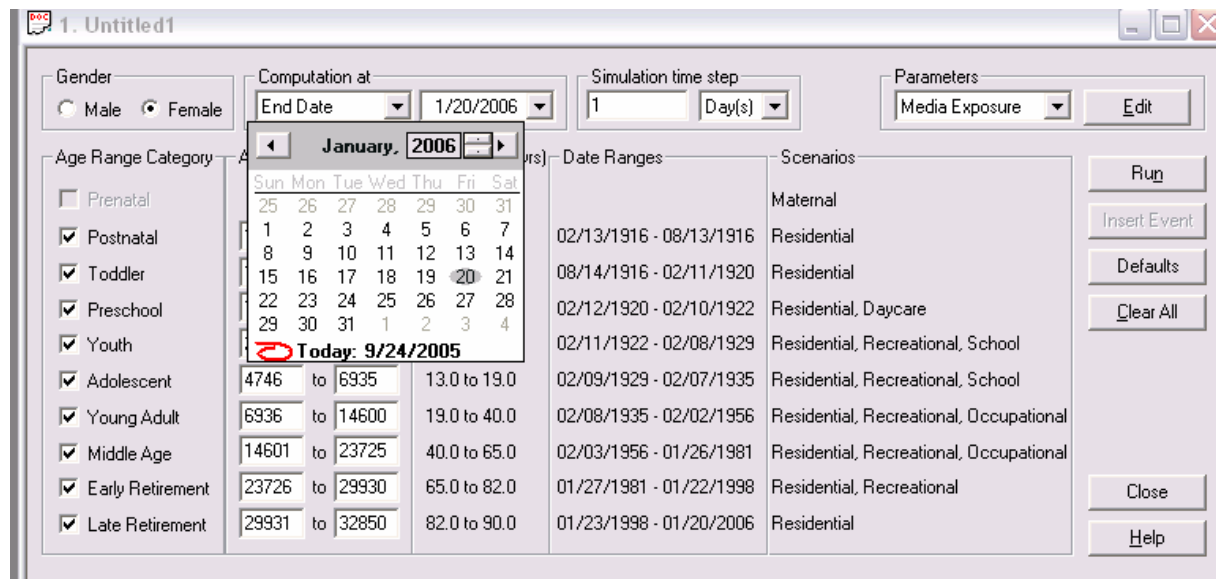 DOC 1. Untitled1
Gender Computation at Simulation time step Parameters
Male Female End Date 1/20/2006 1 Day(s) Media Exposure Edit
Age Range Category Date Ranges Scenarios
January, 2006
Sun Mon Tue Wed Thu Fri Sat
25 26 27 28 29 30 31
1 2 3 4 5 6 7
8 9 10 11 12 13 14
15 16 17 18 19 20 21
22 23 24 25 26 27 28
29 30 31 1 2 3 4
Today: 9/24/2005
Prenatal Maternal
Postnatal 02/13/1916 - 08/13/1916 Residential
Toddler 08/14/1916 - 02/11/1920 Residential
Preschool 02/12/1920 - 02/10/1922 Residential, Daycare
Youth 02/11/1922 - 02/08/1929 Residential, Recreational, School
Adolescent 4746 to 6935 13.0 to 19.0 02/09/1929 - 02/07/1935 Residential, Recreational, School
Young Adult 6936 to 14600 19.0 to 40.0 02/08/1935 - 02/02/1956 Residential, Recreational, Occupational
Middle Age 14601 to 23725 40.0 to 65.0 02/03/1956 - 01/26/1981 Residential, Recreational, Occupational
Early Retirement 23726 to 29930 65.0 to 82.0 01/27/1981 - 01/22/1998 Residential, Recreational
Late Retirement 29931 to 32850 82.0 to 90.0 01/23/1998 - 01/20/2006 Residential
Run
Insert Event
Defaults
Clear All
Close
Help